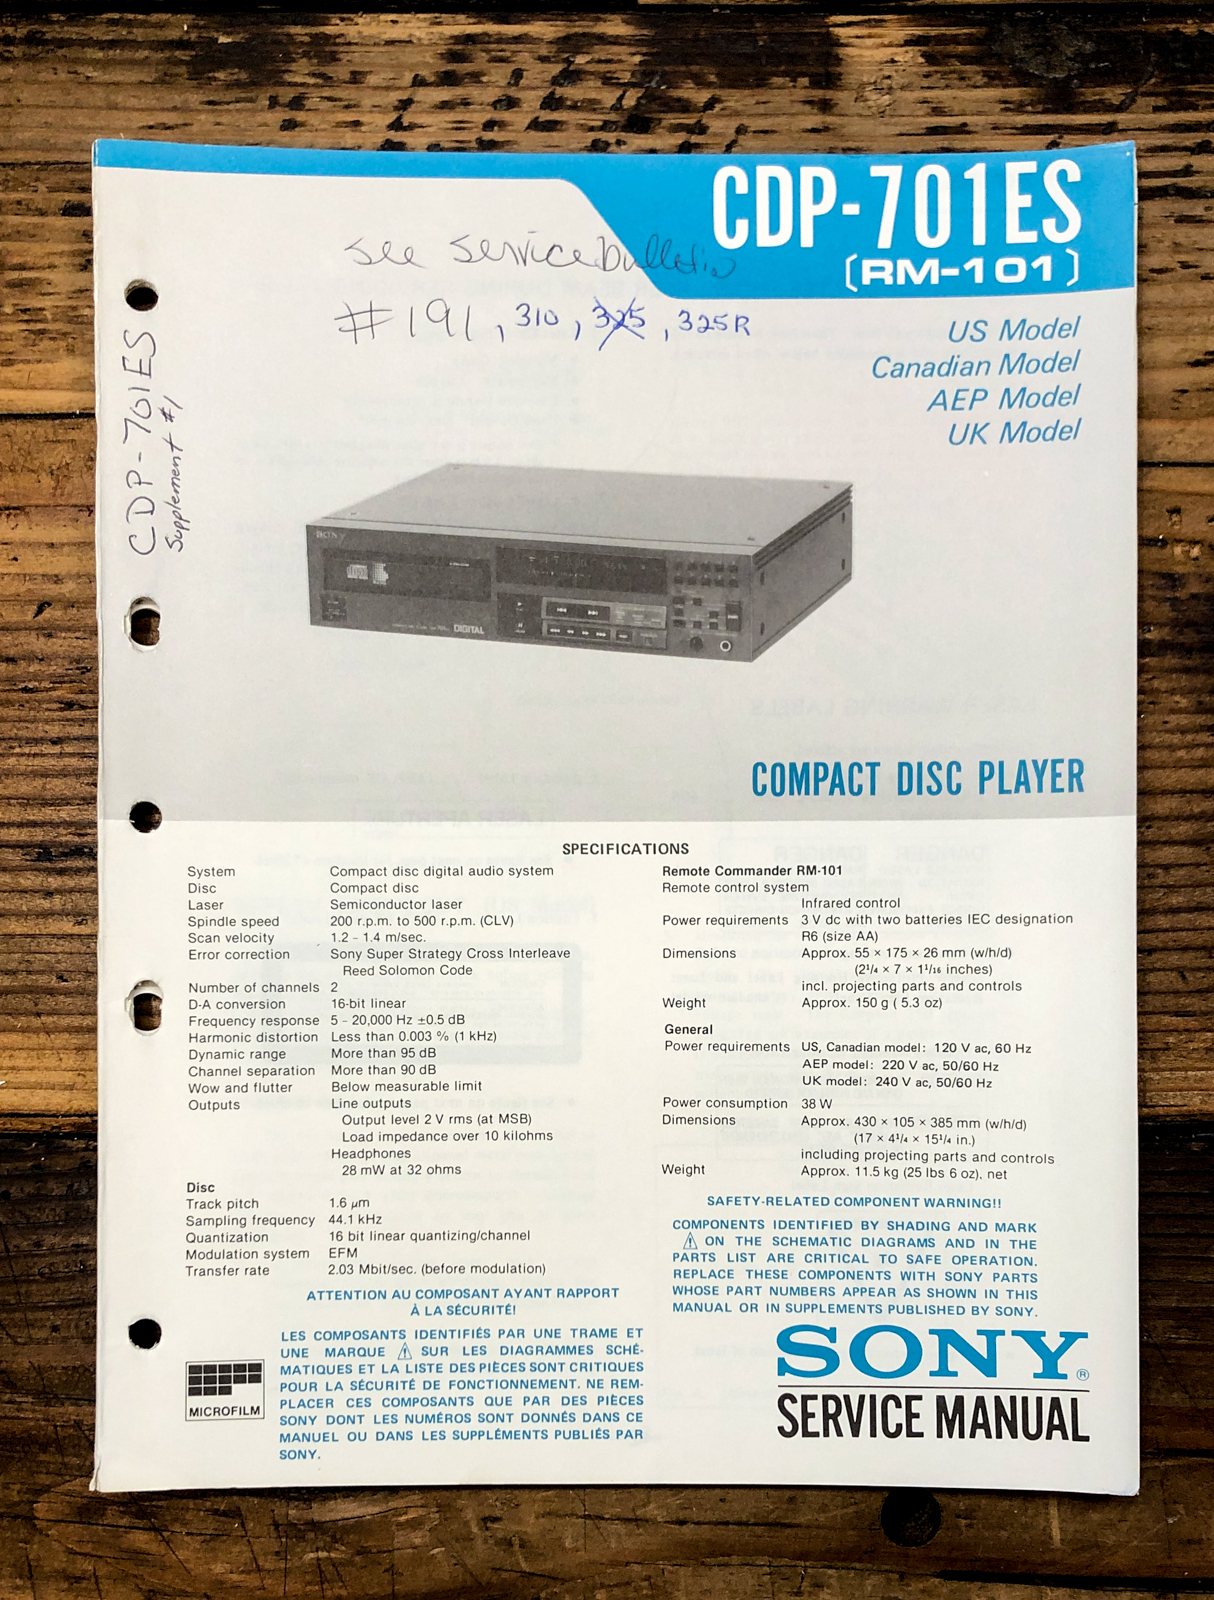 CDP-701ES
(RM-101)
see service bulletin
#191, 310, 325, 325R
CDP-701ES
Supplement #1
US Model
Canadian Model
AEP Model
UK Model
SONY
DIGITAL
COMPACT DISC PLAYER
SPECIFICATIONS
System Compact disc digital audio system
Disc Compact disc
Laser Semiconductor laser
Spindle speed 200 r.p.m. to 500 r.p.m. (CLV)
Scan velocity 1.2 - 1.4 m/sec.
Error correction Sony Super Strategy Cross Interleave
Reed Solomon Code
Number of channels 2
D-A conversion 16-bit linear
Frequency response 5 - 20,000 Hz ±0.5 dB
Harmonic distortion Less than 0.003 % (1 kHz)
Dynamic range More than 95 dB
Channel separation More than 90 dB
Wow and flutter Below measurable limit
Outputs Line outputs
Output level 2 V rms (at MSB)
Load impedance over 10 kilohms
Headphones
28 mW at 32 ohms
Disc
Track pitch 1.6 μm
Sampling frequency 44.1 kHz
Quantization 16 bit linear quantizing/channel
Modulation system EFM
Transfer rate 2.03 Mbit/sec. (before modulation)
ATTENTION AU COMPOSANT AYANT RAPPORT
À LA SÉCURITÉ!
LES COMPOSANTS IDENTIFIÉS PAR UNE TRAME ET
UNE MARQUE ⚠ SUR LES DIAGRAMMES SCHÉ-
MATIQUES ET LA LISTE DES PIÈCES SONT CRITIQUES
POUR LA SÉCURITÉ DE FONCTIONNEMENT. NE REM-
PLACER CES COMPOSANTS QUE PAR DES PIÈCES
SONY DONT LES NUMÉROS SONT DONNÉS DANS CE
MANUEL OU DANS LES SUPPLÉMENTS PUBLIÉS PAR
SONY.
MICROFILM
Remote Commander RM-101
Remote control system
Infrared control
Power requirements 3 V dc with two batteries IEC designation
R6 (size AA)
Dimensions Approx. 55 × 175 × 26 mm (w/h/d)
(2¹/₄ × 7 × 1¹/₁₆ inches)
incl. projecting parts and controls
Weight Approx. 150 g ( 5.3 oz)
General
Power requirements US, Canadian model: 120 V ac, 60 Hz
AEP model: 220 V ac, 50/60 Hz
UK model: 240 V ac, 50/60 Hz
Power consumption 38 W
Dimensions Approx. 430 × 105 × 385 mm (w/h/d)
(17 × 4¹/₄ × 15¹/₄ in.)
including projecting parts and controls
Weight Approx. 11.5 kg (25 lbs 6 oz), net
SAFETY-RELATED COMPONENT WARNING!!
COMPONENTS IDENTIFIED BY SHADING AND MARK
⚠ ON THE SCHEMATIC DIAGRAMS AND IN THE
PARTS LIST ARE CRITICAL TO SAFE OPERATION.
REPLACE THESE COMPONENTS WITH SONY PARTS
WHOSE PART NUMBERS APPEAR AS SHOWN IN THIS
MANUAL OR IN SUPPLEMENTS PUBLISHED BY SONY.
SONY®
SERVICE MANUAL